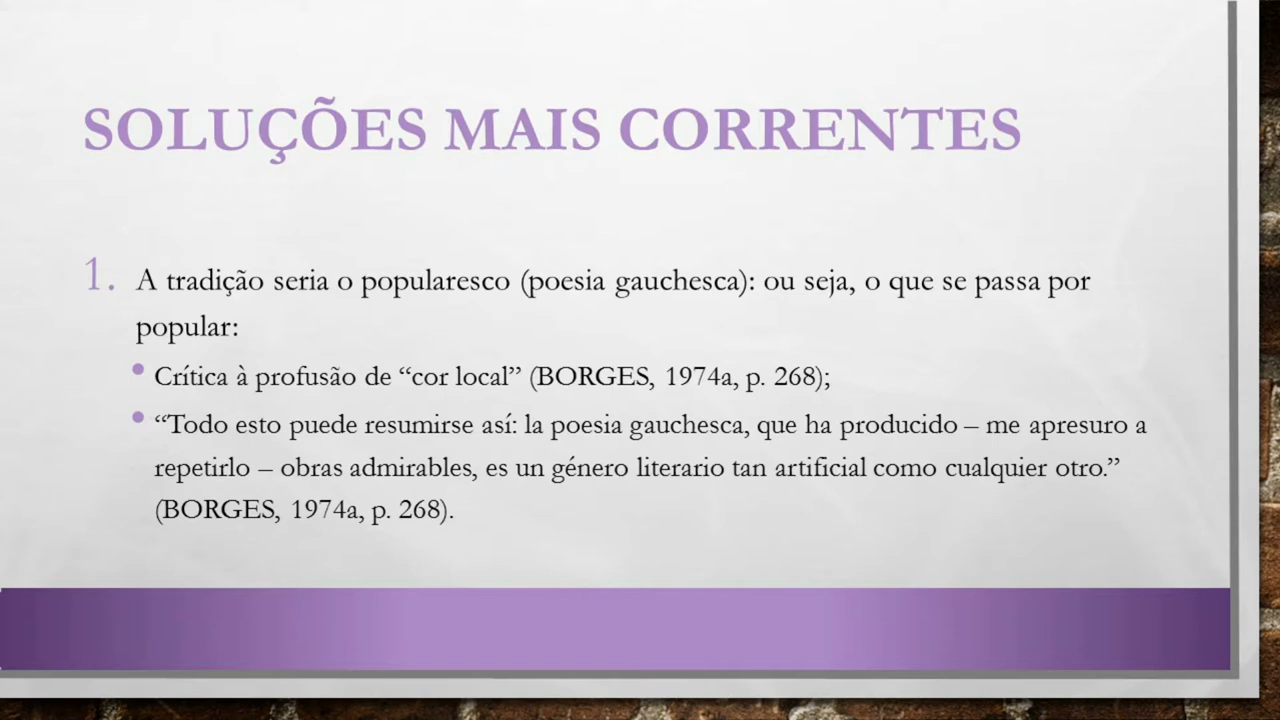 SOLUÇÕES MAIS CORRENTES
1. A tradição seria o popularesco (poesia gauchesca): ou seja, o que se passa por
popular:
• Crítica à profusão de “cor local” (BORGES, 1974a, p. 268);
• “Todo esto puede resumirse así: la poesia gauchesca, que ha producido – me apresuro a
repetirlo – obras admirables, es un género literario tan artificial como cualquier otro.”
(BORGES, 1974a, p. 268).